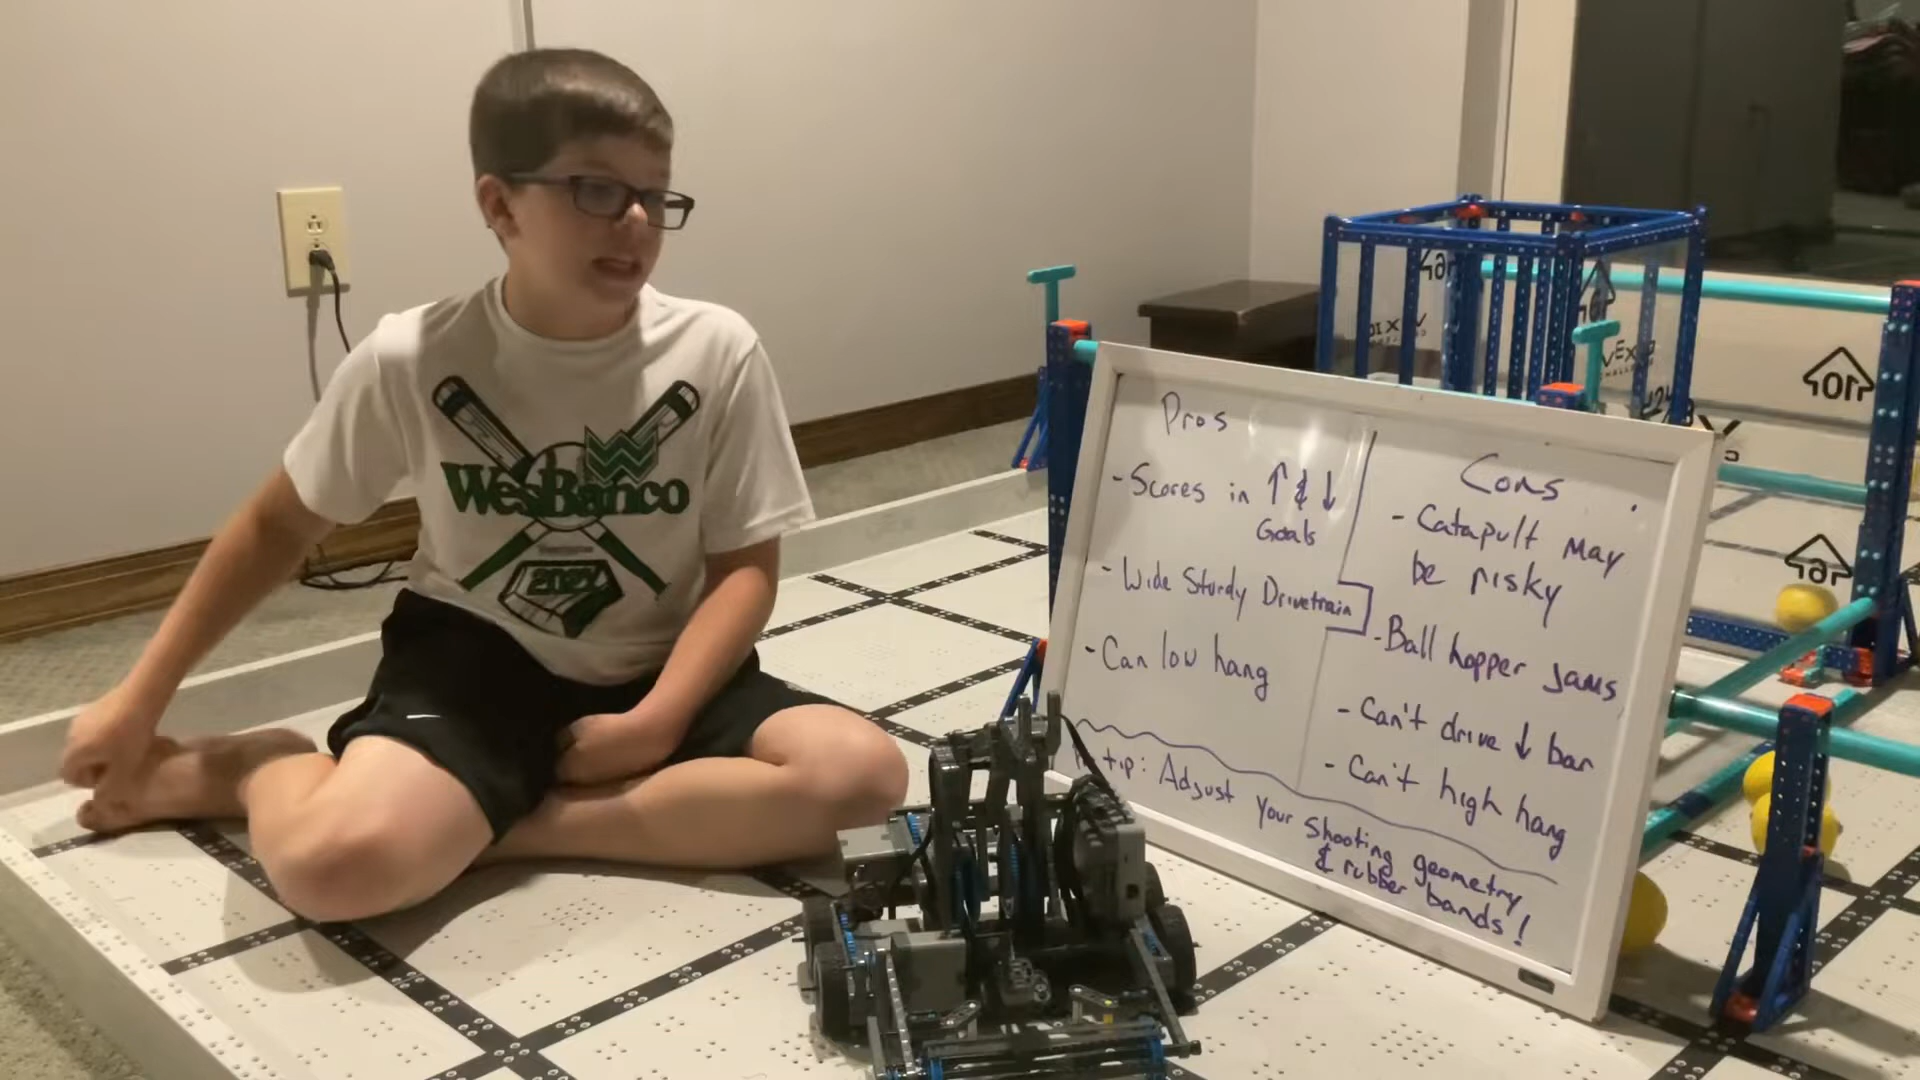 WesBanco
2021
Pros
-Scores in ↑ & ↓
Goals
-Wide Sturdy Drivetrain
-Can low hang
Cons
-Catapult may
be risky
-Ball hopper jams
-Can't drive ↓ bar
-Can't high hang
tip: Adjust your shooting geometry
& rubber bands!